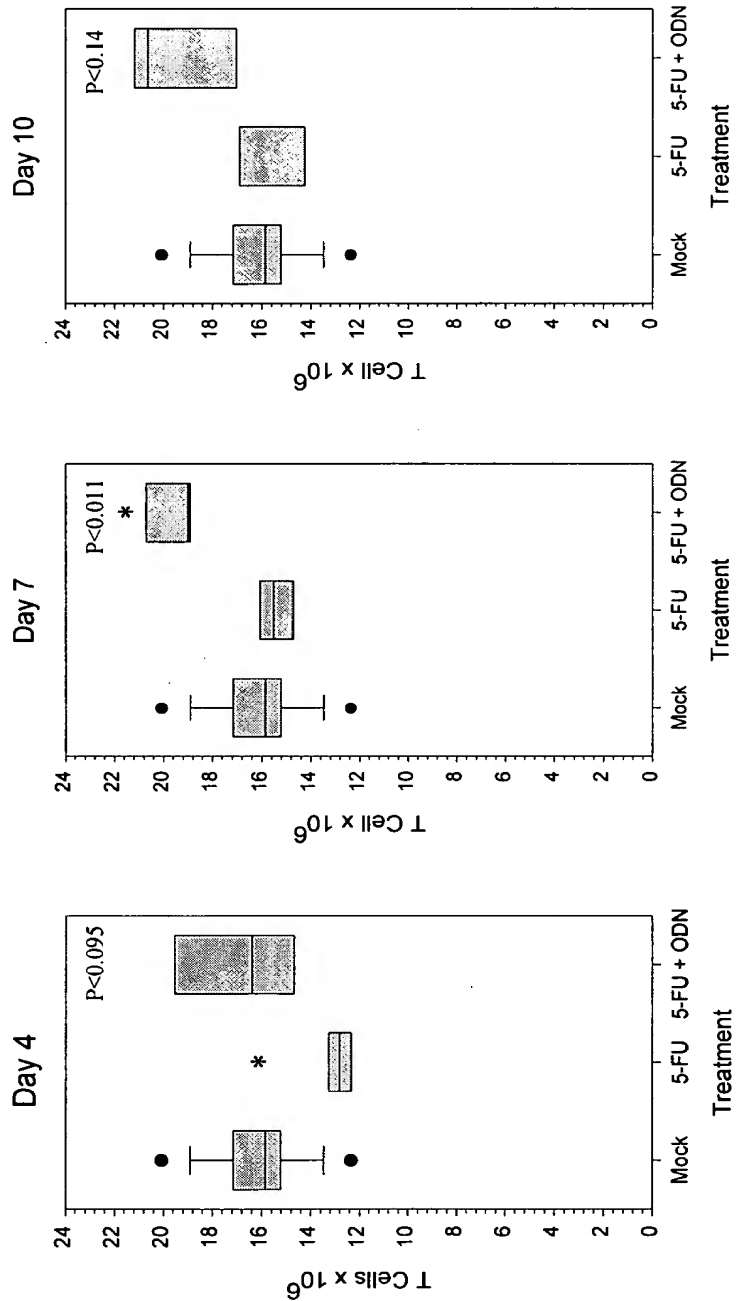 Day 4
P<0.095
*
*
24
22
20
18
16
14
12
10
8
6
4
2
0
T Cells x 10⁶
Mock
5-FU
5-FU + ODN
Treatment
Day 7
P<0.011
*
24
22
20
18
16
14
12
10
8
6
4
2
0
T Cell x 10⁶
Mock
5-FU
5-FU + ODN
Treatment
Day 10
P<0.14
24
22
20
18
16
14
12
10
8
6
4
2
0
T Cell x 10⁶
Mock
5-FU
5-FU + ODN
Treatment